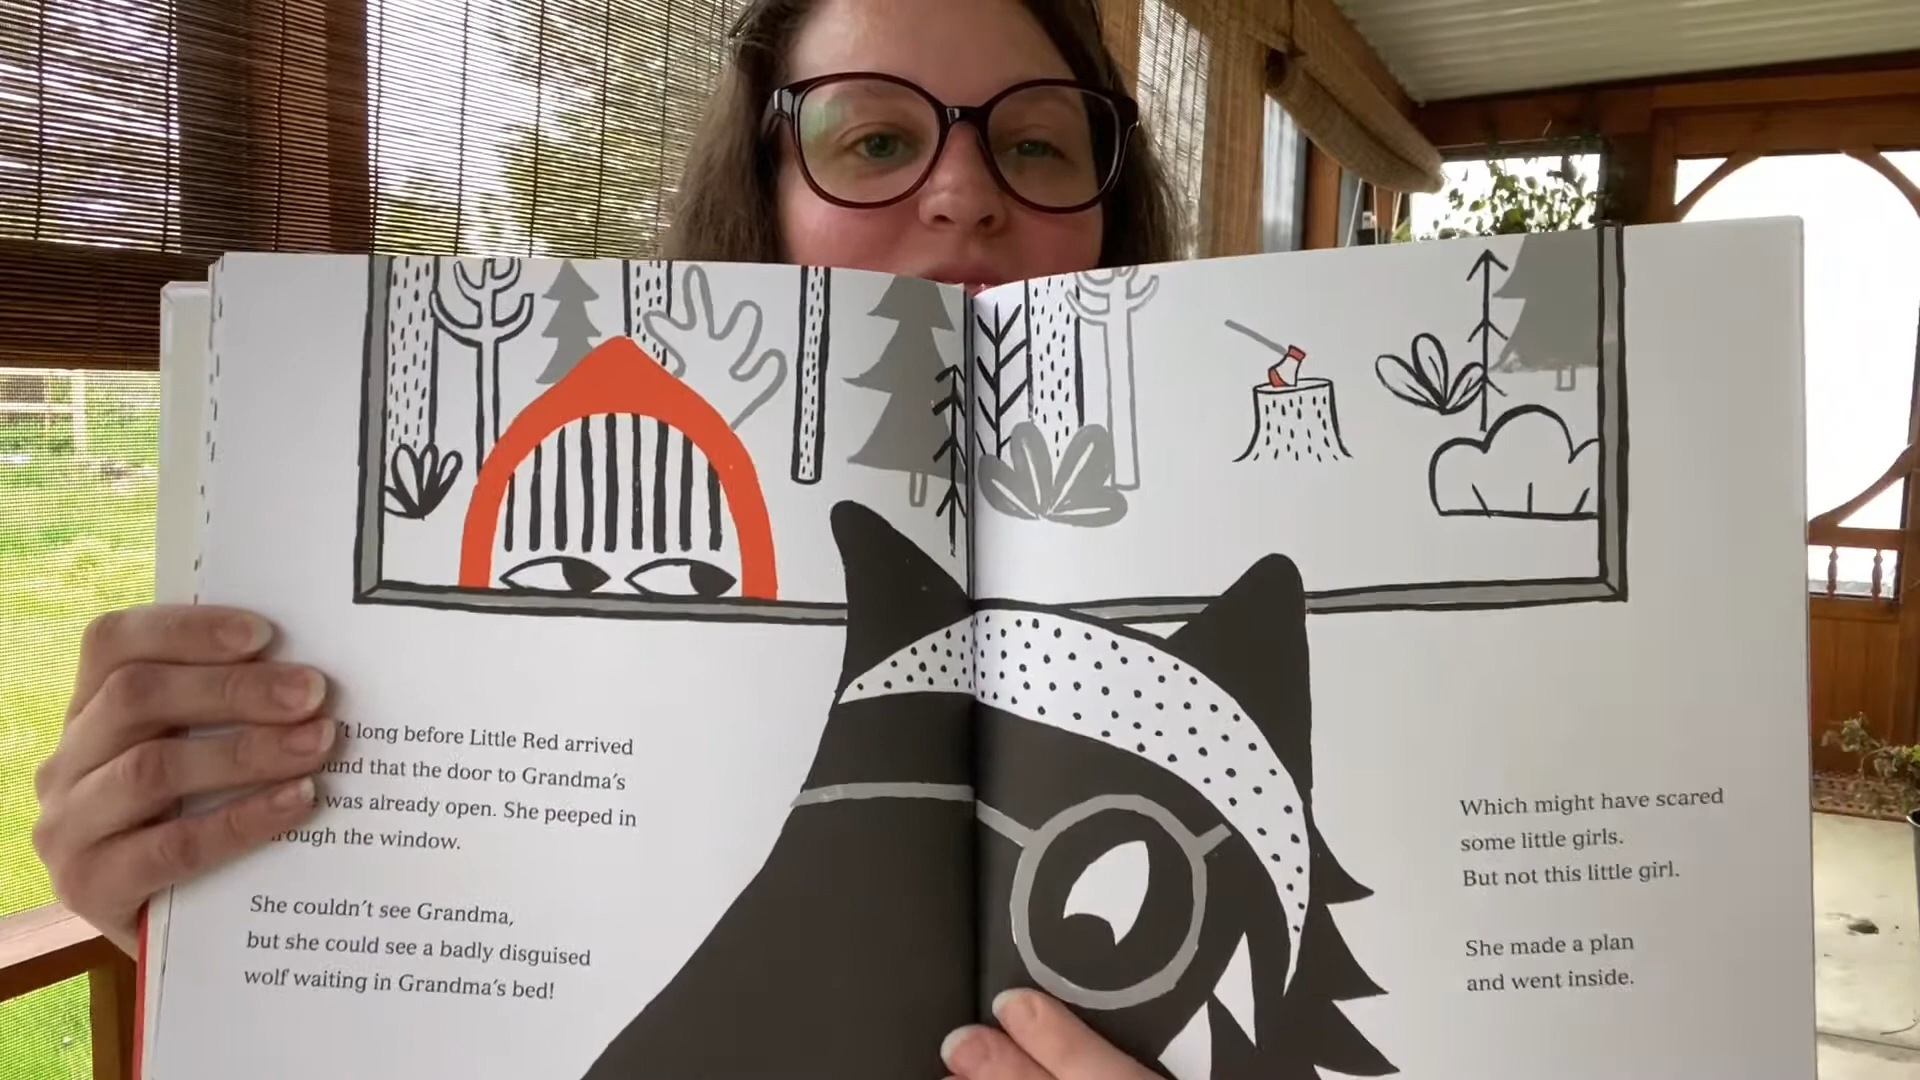 't long before Little Red arrived
that the door to Grandma's
was already open. She peeped in
the window.
She couldn't see Grandma,
but she could see a badly disguised
wolf waiting in Grandma's bed!
Which might have scared
some little girls.
But not this little girl.
She made a plan
and went inside.